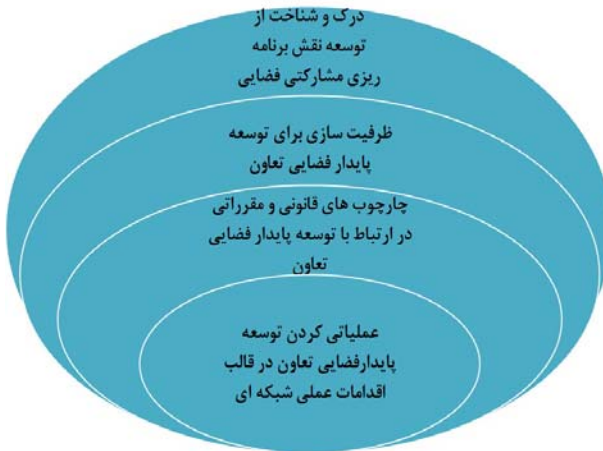 درک و شناخت از
توسعه نقش برنامه
ریزی مشارکتی فضایی
ظرفیت سازی برای توسعه
پایدار فضایی تعاون
چارچوب های قانونی و مقرراتی
در ارتباط با توسعه پایدار فضایی
تعاون
عملیاتی کردن توسعه
پایدارفضایی تعاون در قالب
اقدامات عملی شبکه ای